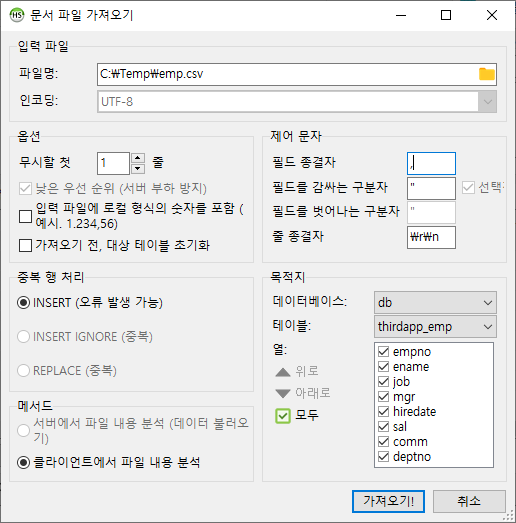 문서 파일 가져오기
입력 파일
파일명: C:₩Temp₩emp.csv
인코딩: UTF-8
옵션
무시할 첫 1 줄
낮은 우선 순위 (서버 부하 방지)
입력 파일에 로컬 형식의 숫자를 포함 (
예시. 1.234,56)
가져오기 전, 대상 테이블 초기화
제어 문자
필드 종결자 ,
필드를 감싸는 구분자 " 선택
필드를 벗어나는 구분자 "
줄 종결자 ₩r₩n
중복 행 처리
INSERT (오류 발생 가능)
INSERT IGNORE (중복)
REPLACE (중복)
메서드
서버에서 파일 내용 분석 (데이터 불러오
기)
클라이언트에서 파일 내용 분석
목적지
데이터베이스: db
테이블: thirdapp_emp
열:
위로
아래로
모두
empno
ename
job
mgr
hiredate
sal
comm
deptno
가져오기! 취소